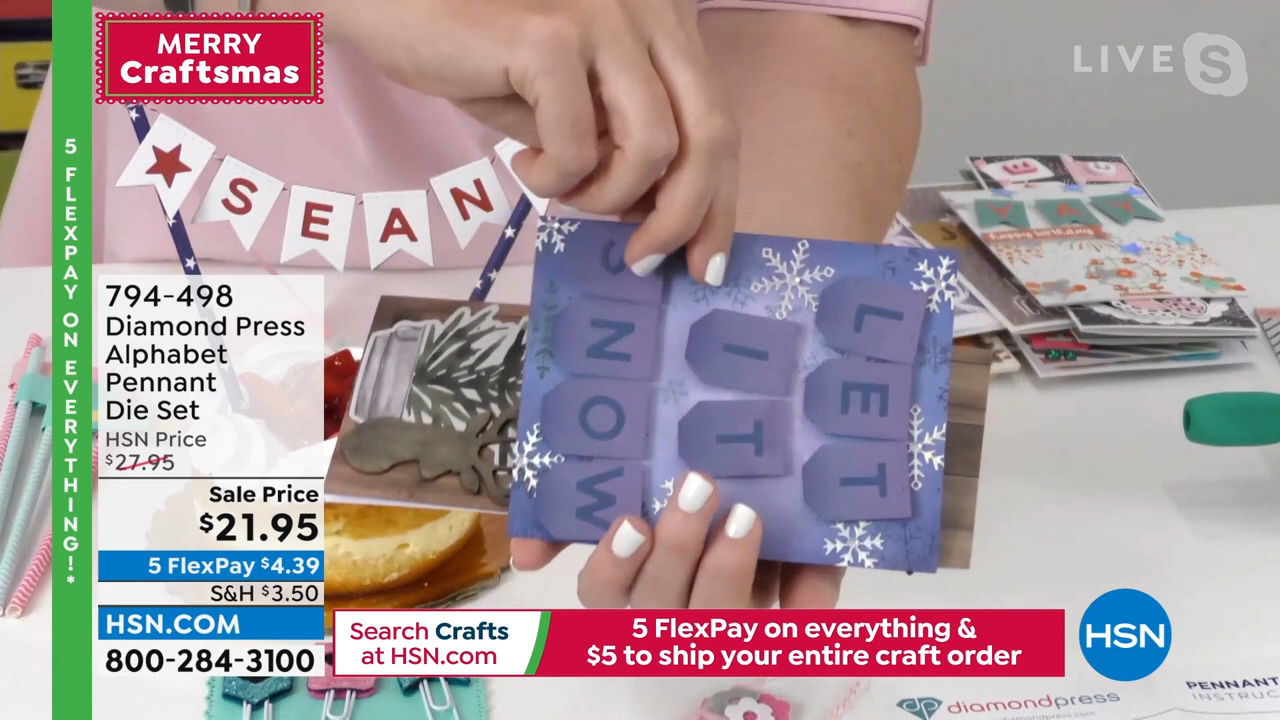 MERRY
Craftsmas
LIVE S
5 FLEXPAY ON EVERYTHING!*
SEAN
YAY
794-498
Diamond Press
Alphabet
Pennant
Die Set
HSN Price
$27.95
Sale Price
$21.95
5 FlexPay $4.39
S&H $3.50
HSN.COM
800-284-3100
LET
IT
SNOW
Search Crafts
at HSN.com
5 FlexPay on everything &
$5 to ship your entire craft order
HSN
diamondpress
PENNANT